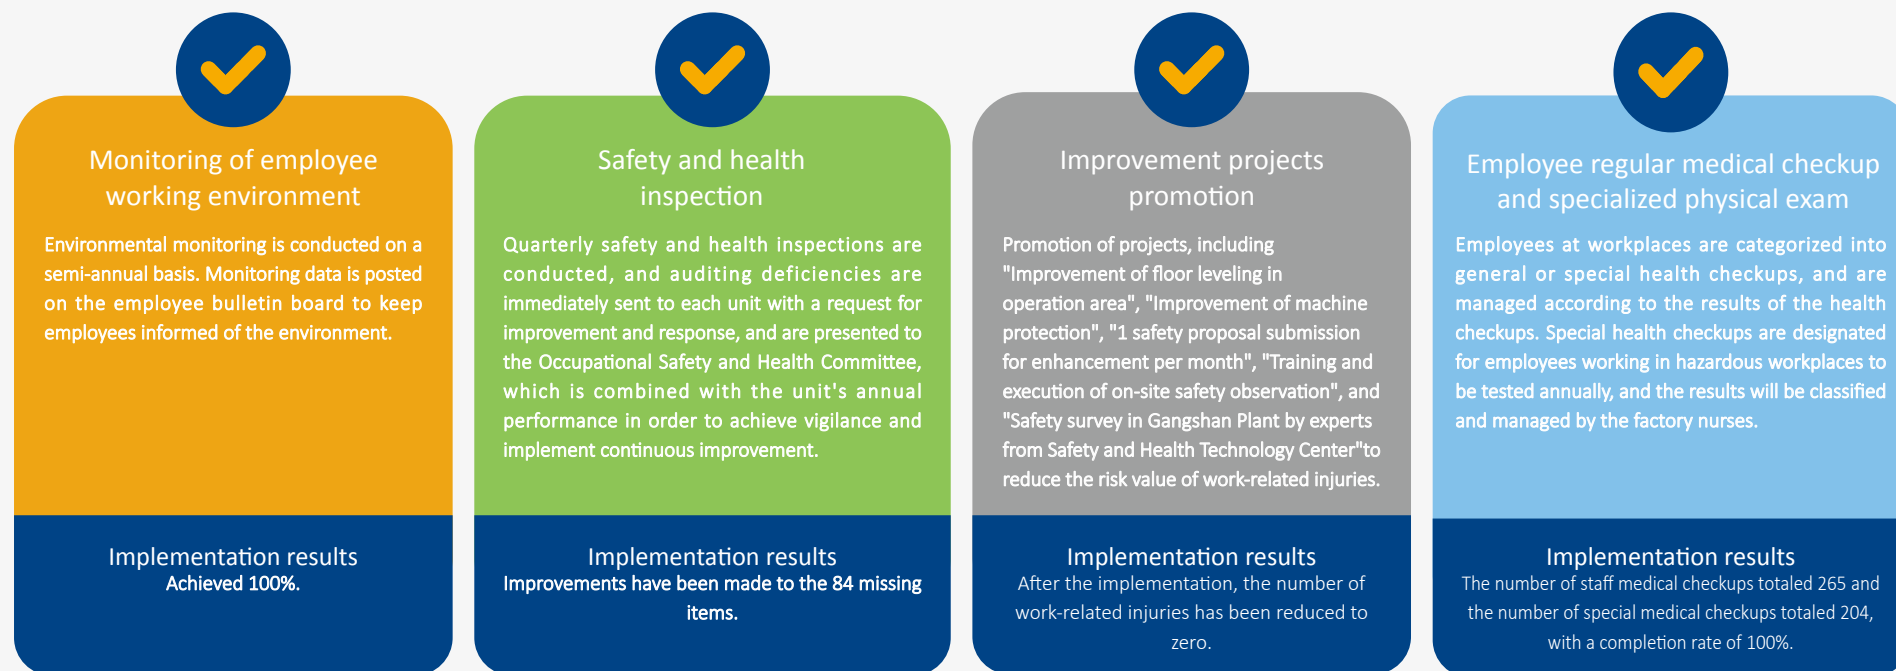 Monitoring of employee
working environment
Environmental monitoring is conducted on a
semi-annual basis. Monitoring data is posted
on the employee bulletin board to keep
employees informed of the environment.
Implementation results
Achieved 100%.
Safety and health
inspection
Quarterly safety and health inspections are
conducted, and auditing deficiencies are
immediately sent to each unit with a request for
improvement and response, and are presented to
the Occupational Safety and Health Committee,
which is combined with the unit's annual
performance in order to achieve vigilance and
implement continuous improvement.
Implementation results
Improvements have been made to the 84 missing
items.
Improvement projects
promotion
Promotion of projects, including
"Improvement of floor leveling in
operation area", "Improvement of machine
protection", "1 safety proposal submission
for enhancement per month", "Training and
execution of on-site safety observation", and
"Safety survey in Gangshan Plant by experts
from Safety and Health Technology Center"to
reduce the risk value of work-related injuries.
Implementation results
After the implementation, the number of
work-related injuries has been reduced to
zero.
Employee regular medical checkup
and specialized physical exam
Employees at workplaces are categorized into
general or special health checkups, and are
managed according to the results of the health
checkups. Special health checkups are designated
for employees working in hazardous workplaces to
be tested annually, and the results will be classified
and managed by the factory nurses.
Implementation results
The number of staff medical checkups totaled 265 and
the number of special medical checkups totaled 204,
with a completion rate of 100%.